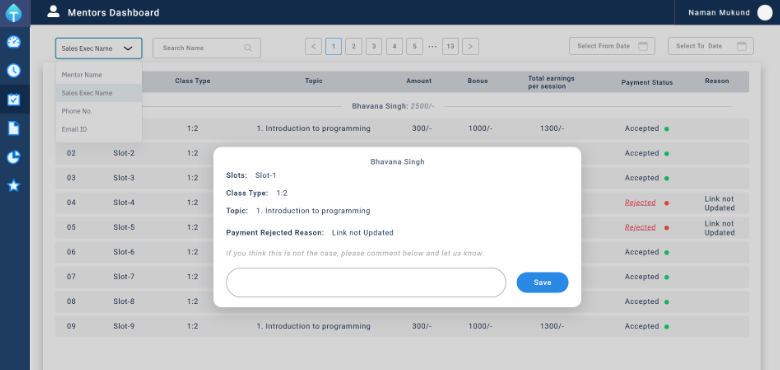 Mentors Dashboard
Naman Mukund
Sales Exec Name
Search Name
< 1 2 3 4 5 ... 13 >
Select From Date
Select To Date
Mentor Name
Sales Exec Name
Phone No.
Email ID
Class Type Topic Amount Bonus Total earnings per session Payment Status Reason
Bhavana Singh: 2500/-
1:2 1. Introduction to programming 300/- 1000/- 1300/- Accepted
02 Slot-2 1:2 Accepted
03 Slot-3 1:2 Accepted
04 Slot-4 1:2 Rejected Link not Updated
05 Slot-5 1:2 Rejected Link not Updated
06 Slot-6 1:2 Accepted
07 Slot-7 1:2 Accepted
08 Slot-8 1:2 Accepted
09 Slot-9 1:2 1. Introduction to programming 300/- 1000/- 1300/- Accepted
Bhavana Singh
Slots: Slot-1
Class Type: 1:2
Topic: 1. Introduction to programming
Payment Rejected Reason: Link not Updated
If you think this is not the case, please comment below and let us know.
Save